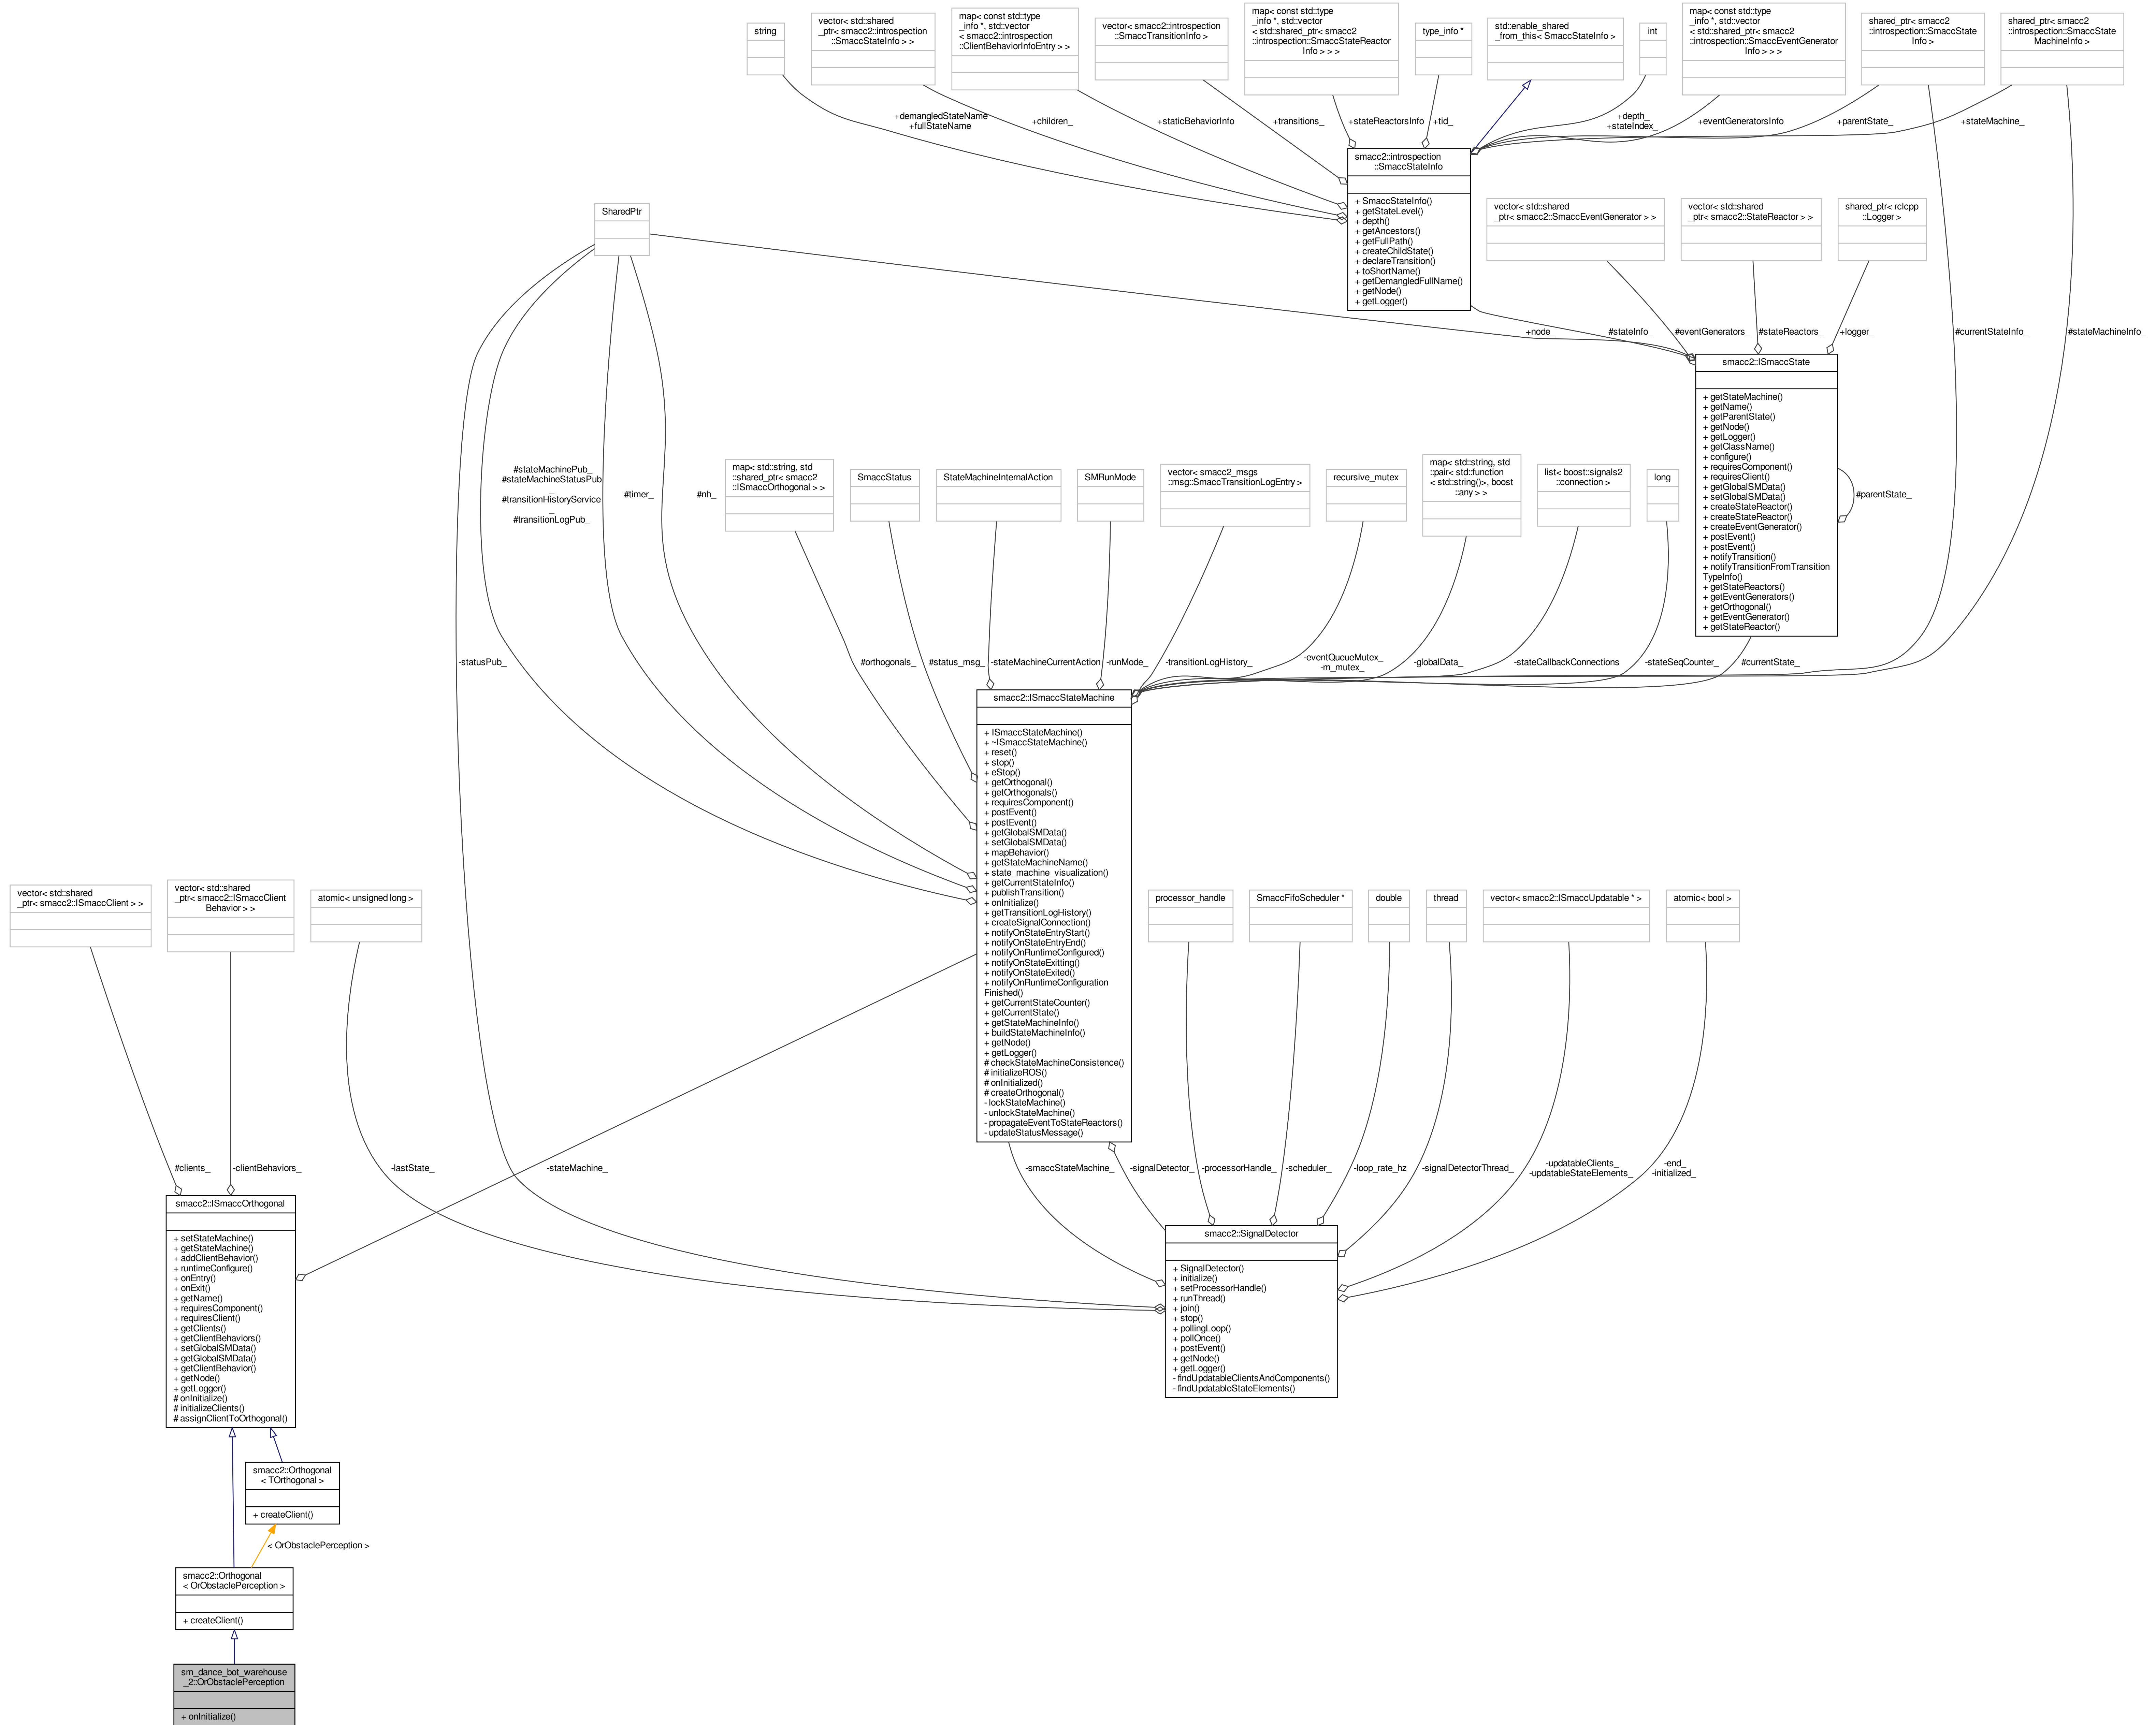 string
vector< std::shared
_ptr< smacc2::introspection
::SmaccStateInfo > >
map< const std::type
_info *, std::vector
< smacc2::introspection
::ClientBehaviorInfoEntry > >
vector< smacc2::introspection
::SmaccTransitionInfo >
map< const std::type
_info *, std::vector
< std::shared_ptr< smacc2
::introspection::SmaccStateReactor
Info > > >
type_info *
std::enable_shared
_from_this< SmaccStateInfo >
int
map< const std::type
_info *, std::vector
< std::shared_ptr< smacc2
::introspection::SmaccEventGenerator
Info > > >
shared_ptr< smacc2
::introspection::SmaccState
Info >
shared_ptr< smacc2
::introspection::SmaccState
MachineInfo >
+demangledStateName
+fullStateName
+children_
+staticBehaviorInfo
+transitions_
+stateReactorsInfo
+tid_
+depth_
+stateIndex_
+eventGeneratorsInfo
+parentState_
+stateMachine_
smacc2::introspection
::SmaccStateInfo
+ SmaccStateInfo()
+ getStateLevel()
+ depth()
+ getAncestors()
+ getFullPath()
+ createChildState()
+ declareTransition()
+ toShortName()
+ getDemangledFullName()
+ getNode()
+ getLogger()
SharedPtr
vector< std::shared
_ptr< smacc2::SmaccEventGenerator > >
vector< std::shared
_ptr< smacc2::StateReactor > >
shared_ptr< rclcpp
::Logger >
+node_
#stateInfo_
#eventGenerators_
#stateReactors_
+logger_
#currentStateInfo_
#stateMachineInfo_
smacc2::ISmaccState
+ getStateMachine()
+ getName()
+ getParentState()
+ getNode()
+ getLogger()
+ getClassName()
+ configure()
+ requiresComponent()
+ requiresClient()
+ getGlobalSMData()
+ setGlobalSMData()
+ createStateReactor()
+ createStateReactor()
+ createEventGenerator()
+ postEvent()
+ postEvent()
+ notifyTransition()
+ notifyTransitionFromTransition
TypeInfo()
+ getStateReactors()
+ getEventGenerators()
+ getOrthogonal()
+ getEventGenerator()
+ getStateReactor()
#parentState_
#stateMachinePub_
#stateMachineStatusPub
_
#transitionHistoryService
_
#transitionLogPub_
#timer_
#nh_
map< std::string, std
::shared_ptr< smacc2
::ISmaccOrthogonal > >
SmaccStatus
StateMachineInternalAction
SMRunMode
vector< smacc2_msgs
::msg::SmaccTransitionLogEntry >
recursive_mutex
map< std::string, std
::pair< std::function
< std::string()>, boost
::any > >
list< boost::signals2
::connection >
long
-statusPub_
#orthogonals_
#status_msg_
-stateMachineCurrentAction
-runMode_
-transitionLogHistory_
-eventQueueMutex_
-m_mutex_
-globalData_
-stateCallbackConnections
-stateSeqCounter_
#currentState_
smacc2::ISmaccStateMachine
+ ISmaccStateMachine()
+ ~ISmaccStateMachine()
+ reset()
+ stop()
+ eStop()
+ getOrthogonal()
+ getOrthogonals()
+ requiresComponent()
+ postEvent()
+ postEvent()
+ getGlobalSMData()
+ setGlobalSMData()
+ mapBehavior()
+ getStateMachineName()
+ state_machine_visualization()
+ getCurrentStateInfo()
+ publishTransition()
+ onInitialize()
+ getTransitionLogHistory()
+ createSignalConnection()
+ notifyOnStateEntryStart()
+ notifyOnStateEntryEnd()
+ notifyOnRuntimeConfigured()
+ notifyOnStateExitting()
+ notifyOnStateExited()
+ notifyOnRuntimeConfiguration
Finished()
+ getCurrentStateCounter()
+ getCurrentState()
+ getStateMachineInfo()
+ buildStateMachineInfo()
+ getNode()
+ getLogger()
# checkStateMachineConsistence()
# initializeROS()
# onInitialized()
# createOrthogonal()
- lockStateMachine()
- unlockStateMachine()
- propagateEventToStateReactors()
- updateStatusMessage()
vector< std::shared
_ptr< smacc2::ISmaccClient > >
vector< std::shared
_ptr< smacc2::ISmaccClient
Behavior > >
atomic< unsigned long >
processor_handle
SmaccFifoScheduler *
double
thread
vector< smacc2::ISmaccUpdatable * >
atomic< bool >
#clients_
-clientBehaviors_
-lastState_
-stateMachine_
-smaccStateMachine_
-signalDetector_
-processorHandle_
-scheduler_
-loop_rate_hz
-signalDetectorThread_
-updatableClients_
-updatableStateElements_
-end_
-initialized_
smacc2::ISmaccOrthogonal
+ setStateMachine()
+ getStateMachine()
+ addClientBehavior()
+ runtimeConfigure()
+ onEntry()
+ onExit()
+ getName()
+ requiresComponent()
+ requiresClient()
+ getClients()
+ getClientBehaviors()
+ setGlobalSMData()
+ getGlobalSMData()
+ getClientBehavior()
+ getNode()
+ getLogger()
# onInitialize()
# initializeClients()
# assignClientToOrthogonal()
smacc2::SignalDetector
+ SignalDetector()
+ initialize()
+ setProcessorHandle()
+ runThread()
+ join()
+ stop()
+ pollingLoop()
+ pollOnce()
+ postEvent()
+ getNode()
+ getLogger()
- findUpdatableClientsAndComponents()
- findUpdatableStateElements()
smacc2::Orthogonal
< TOrthogonal >
+ createClient()
< OrObstaclePerception >
smacc2::Orthogonal
< OrObstaclePerception >
+ createClient()
sm_dance_bot_warehouse
_2::OrObstaclePerception
+ onInitialize()